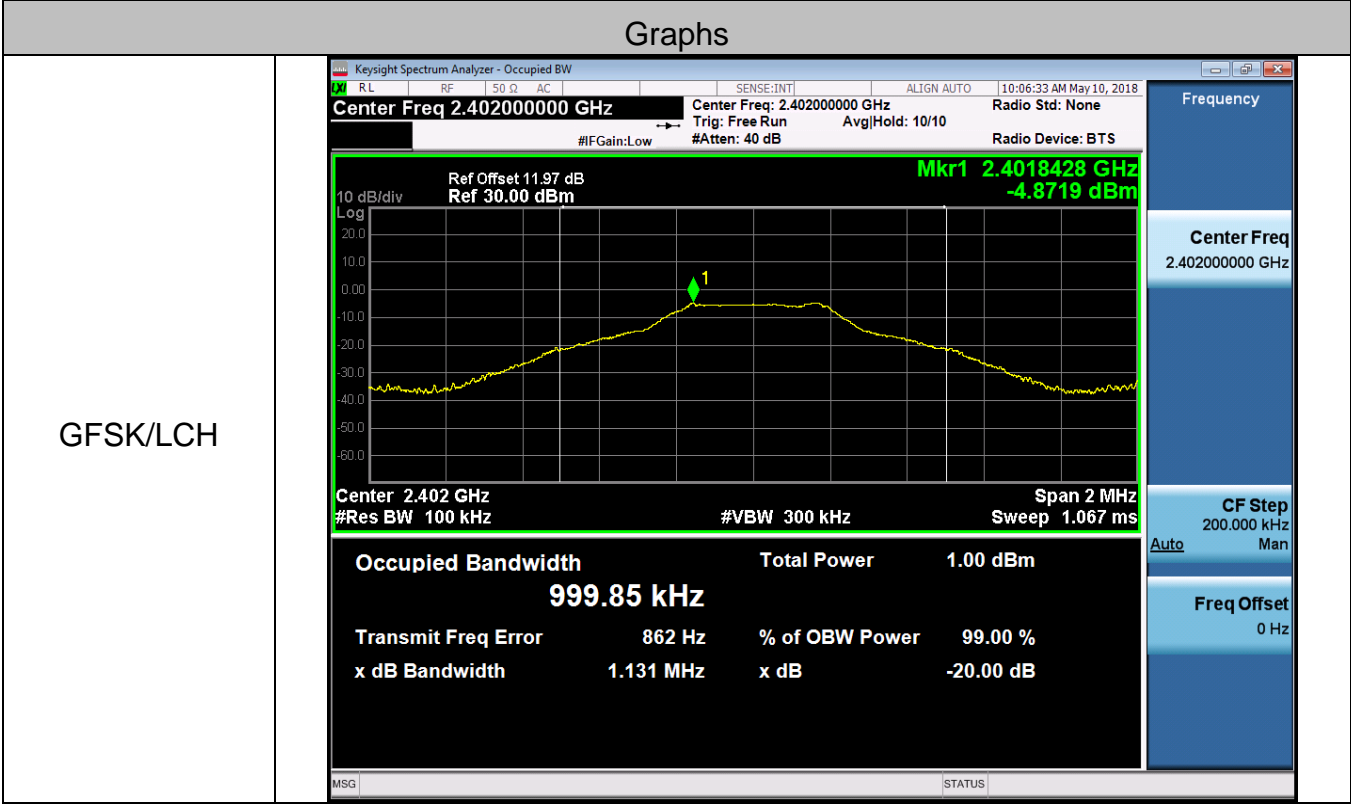 Graphs
GFSK/LCH
Keysight Spectrum Analyzer - Occupied BW
LXI RL RF 50 Ω AC SENSE:INT ALIGN AUTO 10:06:33 AM May 10, 2018
Center Freq 2.402000000 GHz
Center Freq: 2.402000000 GHz
Radio Std: None
Trig: Free Run Avg|Hold: 10/10
#IFGain:Low #Atten: 40 dB Radio Device: BTS
Mkr1 2.4018428 GHz
-4.8719 dBm
Ref Offset 11.97 dB
10 dB/div Ref 30.00 dBm
Log
20.0
10.0
0.00
-10.0
-20.0
-30.0
-40.0
-50.0
-60.0
1
Center 2.402 GHz Span 2 MHz
#Res BW 100 kHz #VBW 300 kHz Sweep 1.067 ms
Occupied Bandwidth Total Power 1.00 dBm
999.85 kHz
Transmit Freq Error 862 Hz % of OBW Power 99.00 %
x dB Bandwidth 1.131 MHz x dB -20.00 dB
MSG STATUS
Frequency
Center Freq
2.402000000 GHz
CF Step
200.000 kHz
Auto Man
Freq Offset
0 Hz